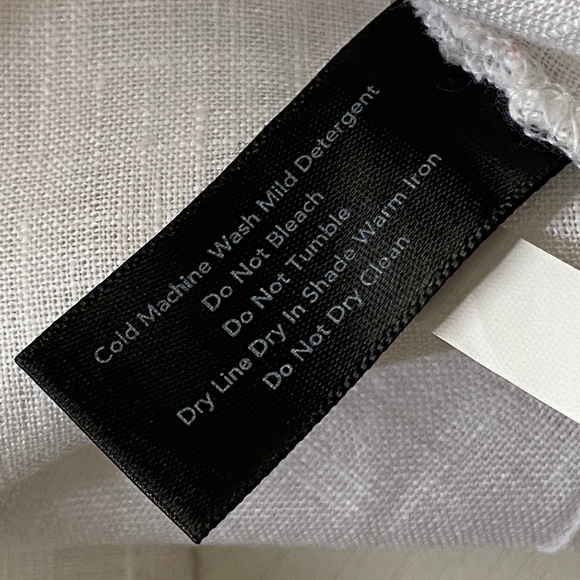 Cold Machine Wash Mild Detergent
Do Not Bleach
Do Not Tumble
Dry Line Dry In Shade Warm Iron
Do Not Dry Clean